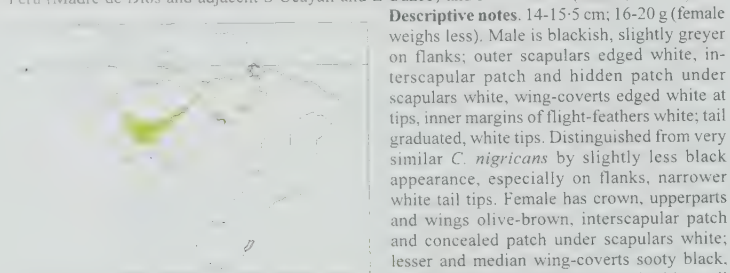 Descriptive notes. 14-15·5 cm; 16-20 g (female
weighs less). Male is blackish, slightly greyer
on flanks; outer scapulars edged white, in-
terscapular patch and hidden patch under
scapulars white, wing-coverts edged white at
tips, inner margins of flight-feathers white; tail
graduated, white tips. Distinguished from very
similar C. nigricans by slightly less black
appearance, especially on flanks, narrower
white tail tips. Female has crown, upperparts
and wings olive-brown, interscapular patch
and concealed patch under scapulars white;
lesser and median wing-coverts sooty black,